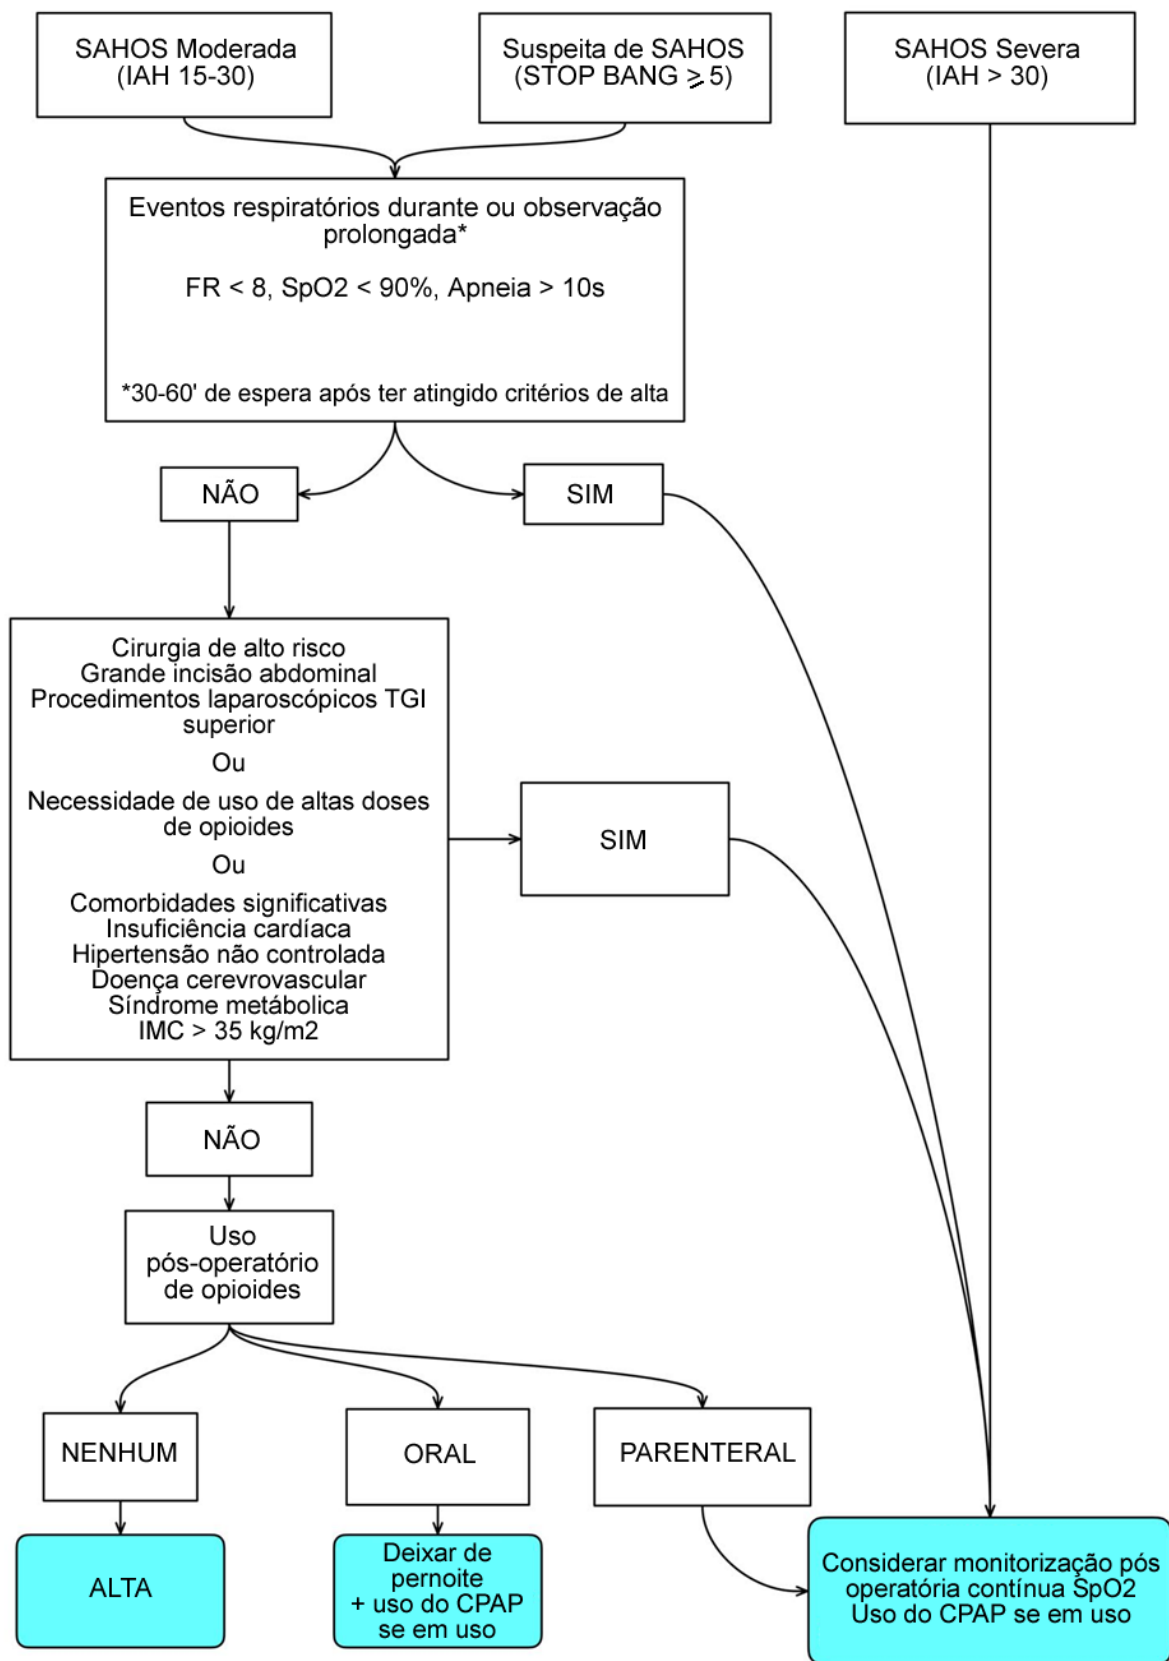 SAHOS Moderada
(IAH 15-30)
Suspeita de SAHOS
(STOP BANG ≥ 5)
SAHOS Severa
(IAH > 30)
Eventos respiratórios durante ou observação
prolongada*
FR < 8, SpO2 < 90%, Apneia > 10s
*30-60' de espera após ter atingido critérios de alta
NÃO
SIM
Cirurgia de alto risco
Grande incisão abdominal
Procedimentos laparoscópicos TGI
superior
Ou
Necessidade de uso de altas doses
de opioides
Ou
Comorbidades significativas
Insuficiência cardíaca
Hipertensão não controlada
Doença cerevrovascular
Síndrome metábolica
IMC > 35 kg/m2
SIM
NÃO
Uso
pós-operatório
de opioides
NENHUM
ORAL
PARENTERAL
ALTA
Deixar de
pernoite
+ uso do CPAP
se em uso
Considerar monitorização pós
operatória contínua SpO2
Uso do CPAP se em uso